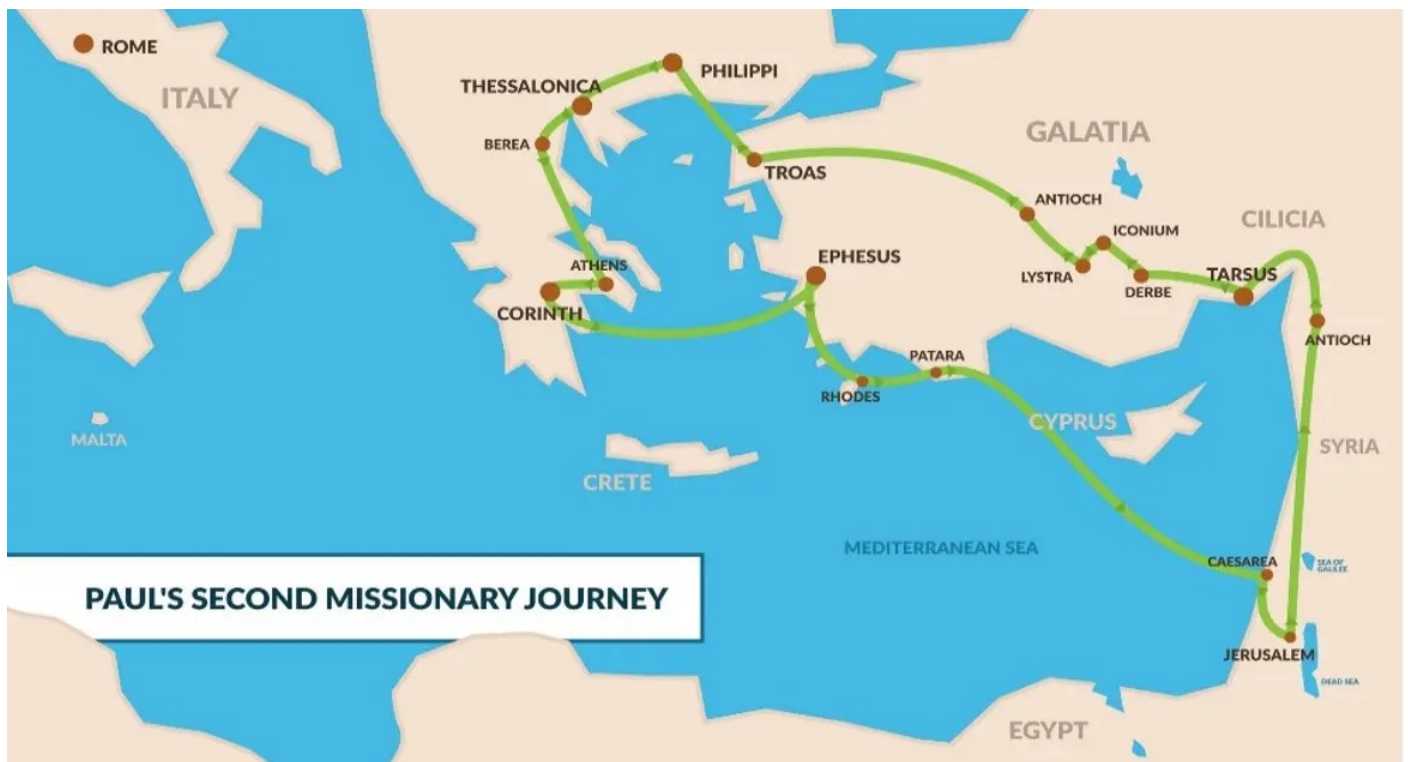 ROME
ITALY
PHILIPPI
THESSALONICA
BEREA
GALATIA
TROAS
ANTIOCH
CILICIA
ICONIUM
EPHESUS
ATHENS
LYSTRA
TARSUS
DERBE
CORINTH
ANTIOCH
PATARA
RHODES
CYPRUS
MALTA
SYRIA
CRETE
MEDITERRANEAN SEA
CAESAREA
SEA OF
GALILEE
PAUL'S SECOND MISSIONARY JOURNEY
JERUSALEM
DEAD SEA
EGYPT